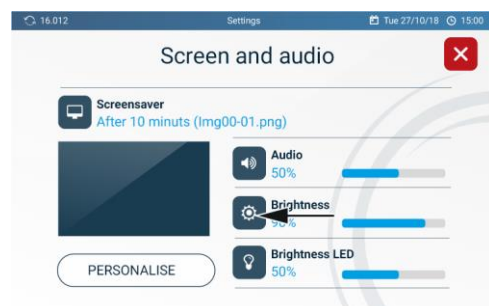 16.012 Settings Tue 27/10/18 15:00
Screen and audio
Screensaver
After 10 minuts (Img00-01.png)
Audio
50%
Brightness
90%
Brightness LED
50%
PERSONALISE